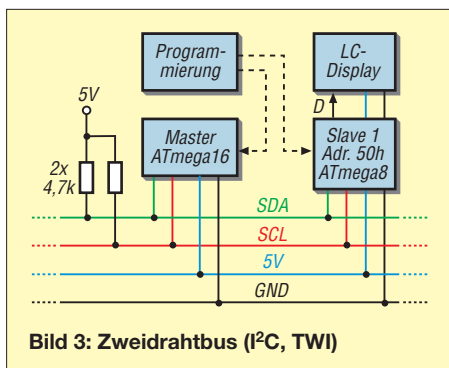 Program-
mierung
LC-
Display
5V
D
Master
ATmega16
Slave 1
Adr. 50h
ATmega8
2x
4,7k
SDA
SCL
5V
GND
Bild 3: Zweidrahtbus (I²C, TWI)